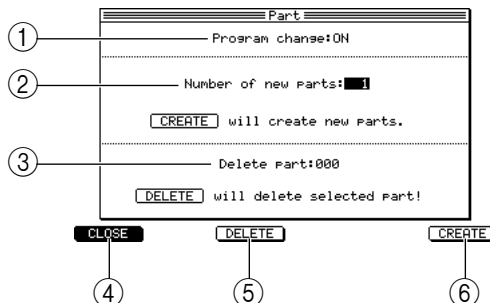 Part
① Program change:ON
② Number of new parts: 1
CREATE will create new parts.
③ Delete part:000
DELETE will delete selected part!
CLOSE DELETE CREATE
④ ⑤ ⑥